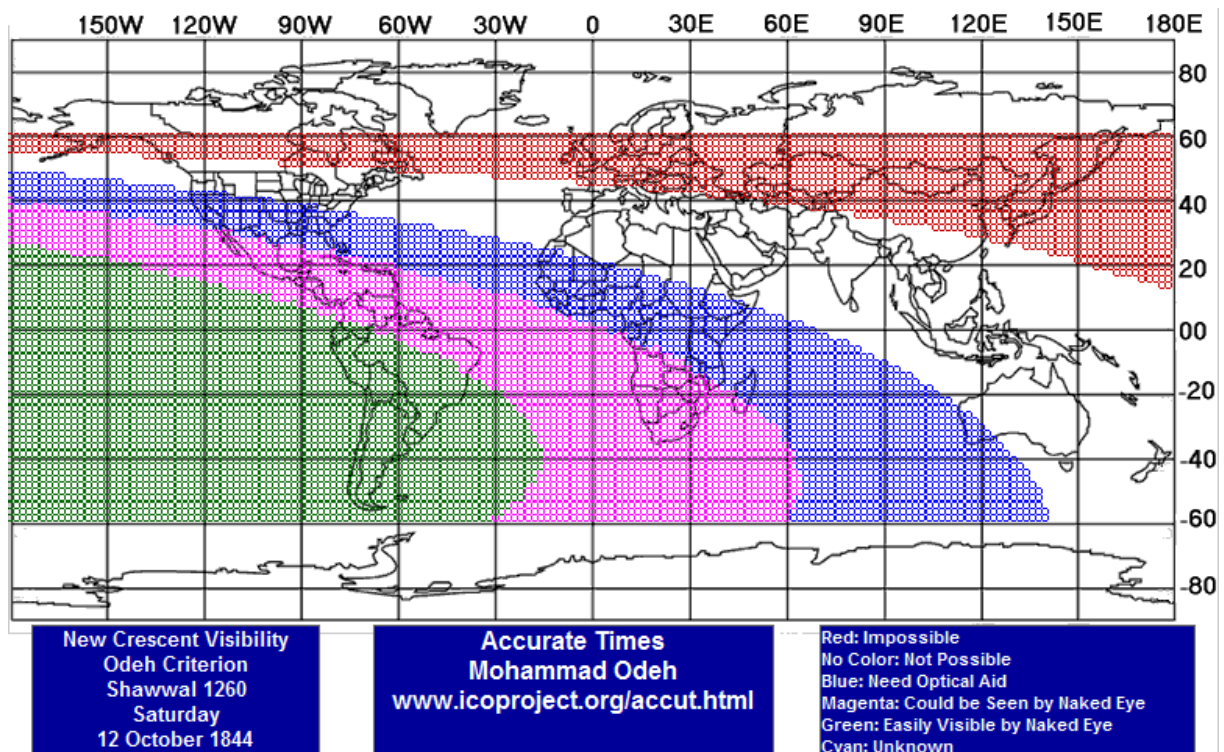 150W 120W 90W 60W 30W 0 30E 60E 90E 120E 150E 180E
80
60
40
20
00
-20
-40
-60
-80
New Crescent Visibility
Odeh Criterion
Shawwal 1260
Saturday
12 October 1844
Accurate Times
Mohammad Odeh
www.icoproject.org/accut.html
Red: Impossible
No Color: Not Possible
Blue: Need Optical Aid
Magenta: Could be Seen by Naked Eye
Green: Easily Visible by Naked Eye
Cyan: Unknown